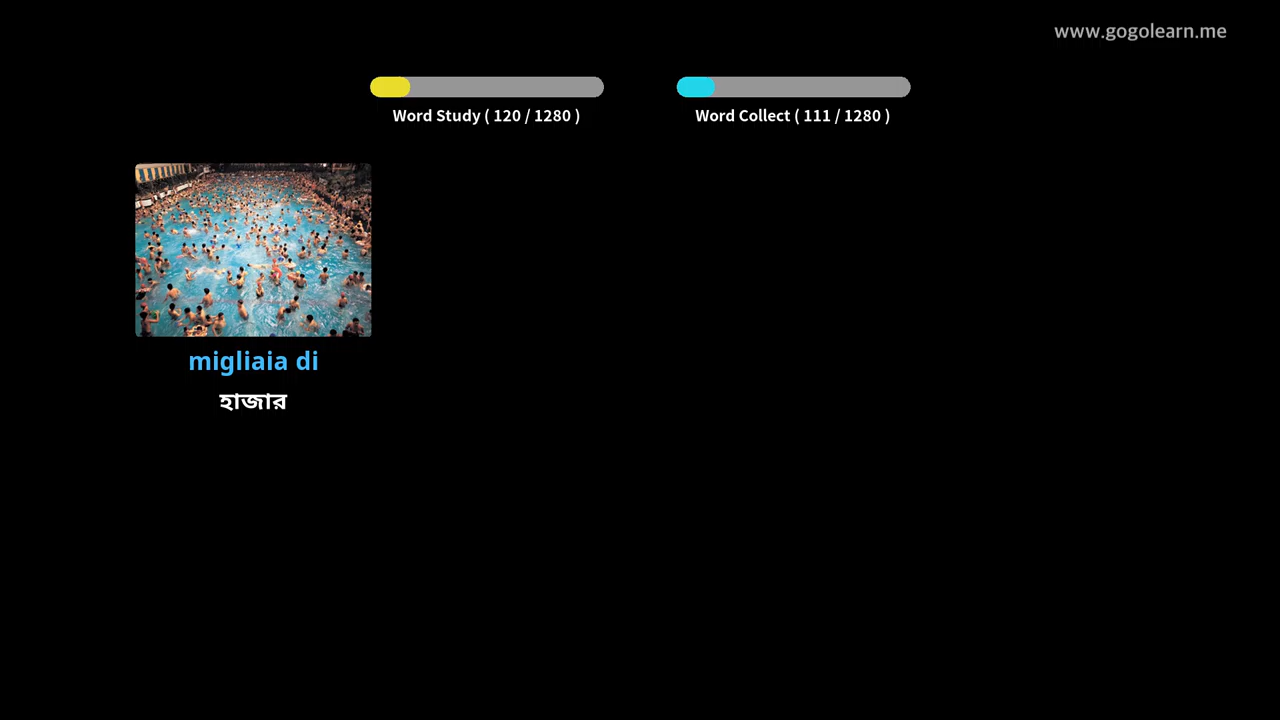 www.gogolearn.me
Word Study ( 120 / 1280 )
Word Collect ( 111 / 1280 )
migliaia di
হাজার